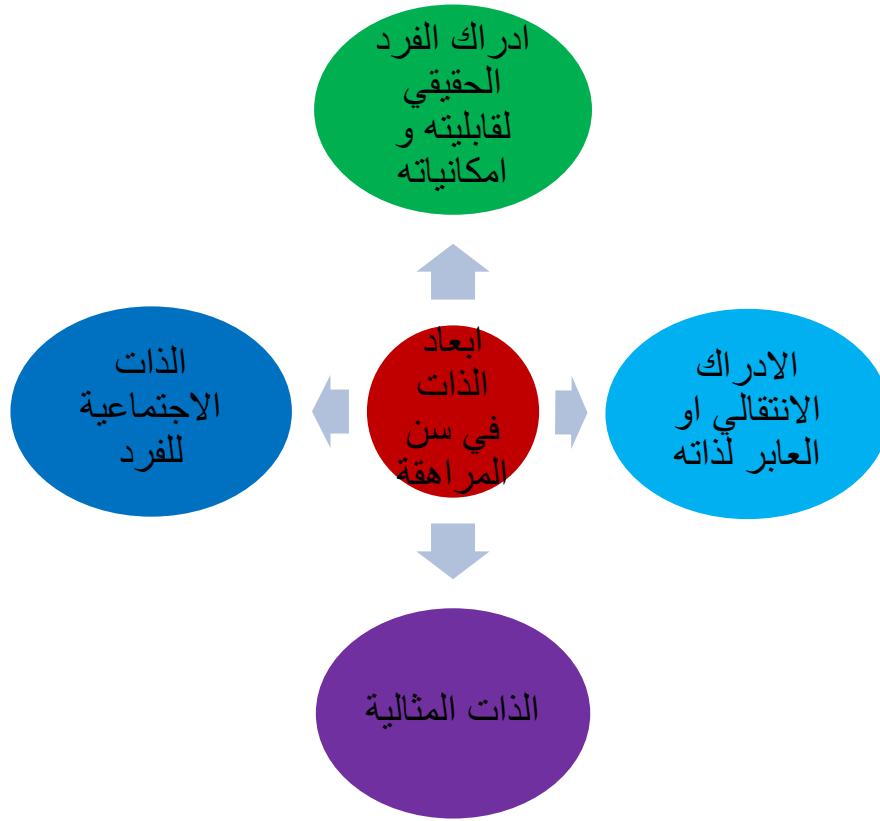 ادراك الفرد
الحقيقي
لقابليته و
امكانياته
الادراك
الانتقالي او
العابر لذاته
ابعاد
الذات
في سن
المراهقة
الذات
الاجتماعية
للفرد
الذات المثالية